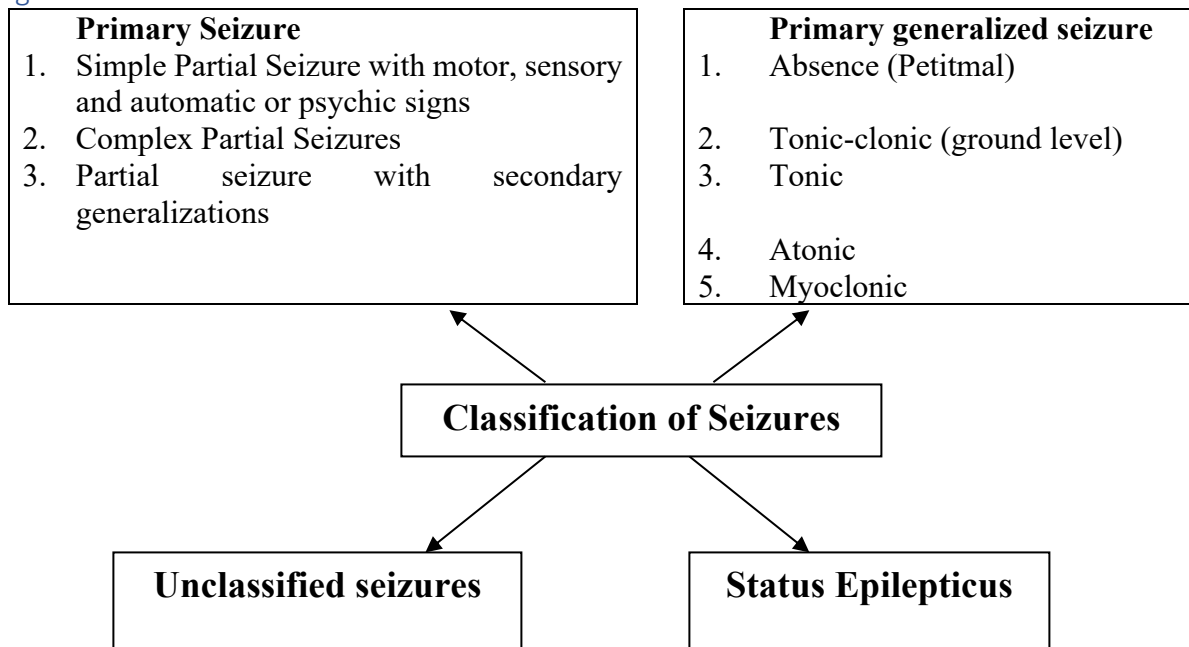 Primary Seizure
1. Simple Partial Seizure with motor, sensory
and automatic or psychic signs
2. Complex Partial Seizures
3. Partial seizure with secondary
generalizations
Primary generalized seizure
1. Absence (Petitmal)
2. Tonic-clonic (ground level)
3. Tonic
4. Atonic
5. Myoclonic
Classification of Seizures
Unclassified seizures
Status Epilepticus